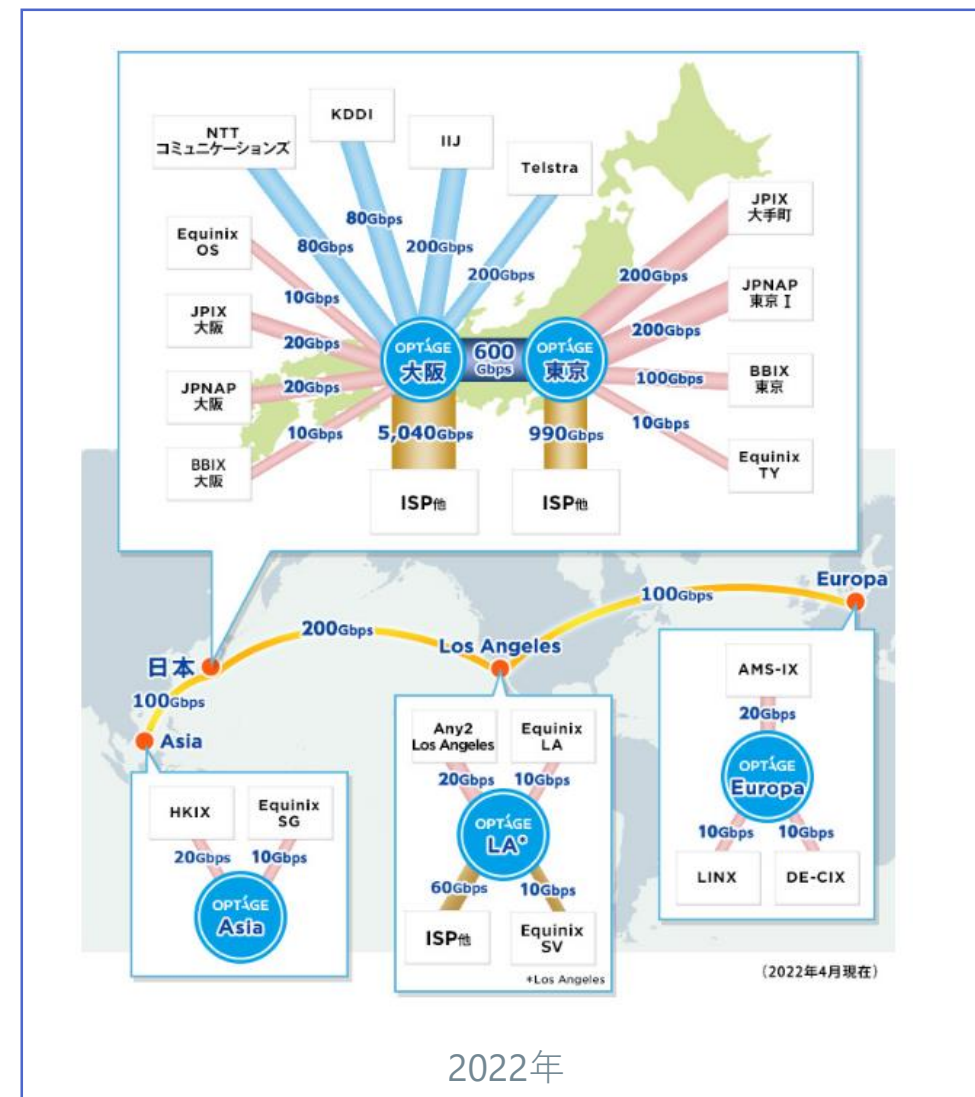 KDDI
NTT
コミュニケーションズ
IIJ
Telstra
JPIX
大手町
Equinix
OS
80Gbps
80Gbps
200Gbps
200Gbps
200Gbps
JPNAP
東京Ⅰ
10Gbps
JPIX
大阪
20Gbps
200Gbps
OPTAGE
大阪
600
Gbps
OPTAGE
東京
BBIX
東京
100Gbps
JPNAP
大阪
20Gbps
10Gbps
10Gbps
5,040Gbps
990Gbps
Equinix
TY
BBIX
大阪
ISP他
ISP他
Europa
100Gbps
200Gbps
Los Angeles
日本
100Gbps
Asia
AMS-IX
20Gbps
OPTAGE
Europa
10Gbps
10Gbps
LINX
DE-CIX
Any2
Los Angeles
Equinix
LA
20Gbps
10Gbps
OPTAGE
LA*
60Gbps
10Gbps
ISP他
Equinix
SV
*Los Angeles
HKIX
Equinix
SG
20Gbps
10Gbps
OPTAGE
Asia
(2022年4月現在)
2022年